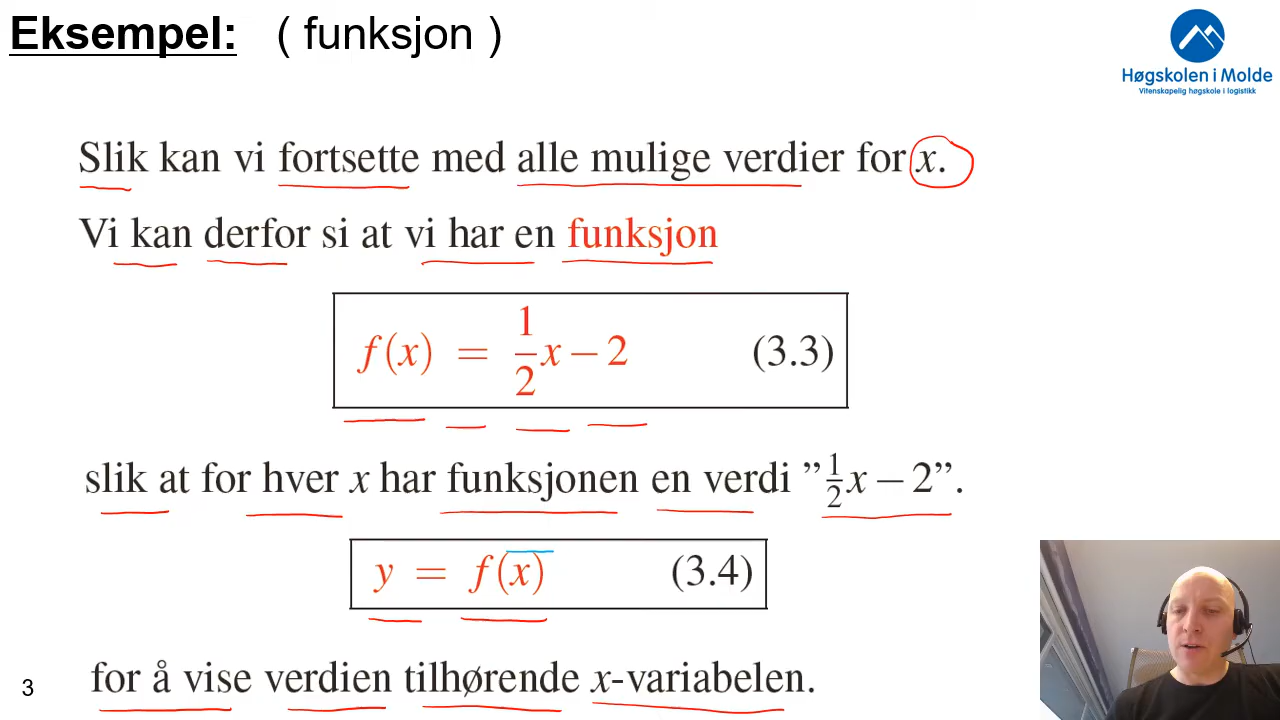 Eksempel: ( funksjon )
Høgskolen i Molde
Vitenskapelig høgskole i logistikk
Slik kan vi fortsette med alle mulige verdier for x.
Vi kan derfor si at vi har en funksjon
f(x) = 1/2 x − 2 (3.3)
slik at for hver x har funksjonen en verdi ”1/2 x − 2”.
y = f(x) (3.4)
for å vise verdien tilhørende x-variabelen.
3